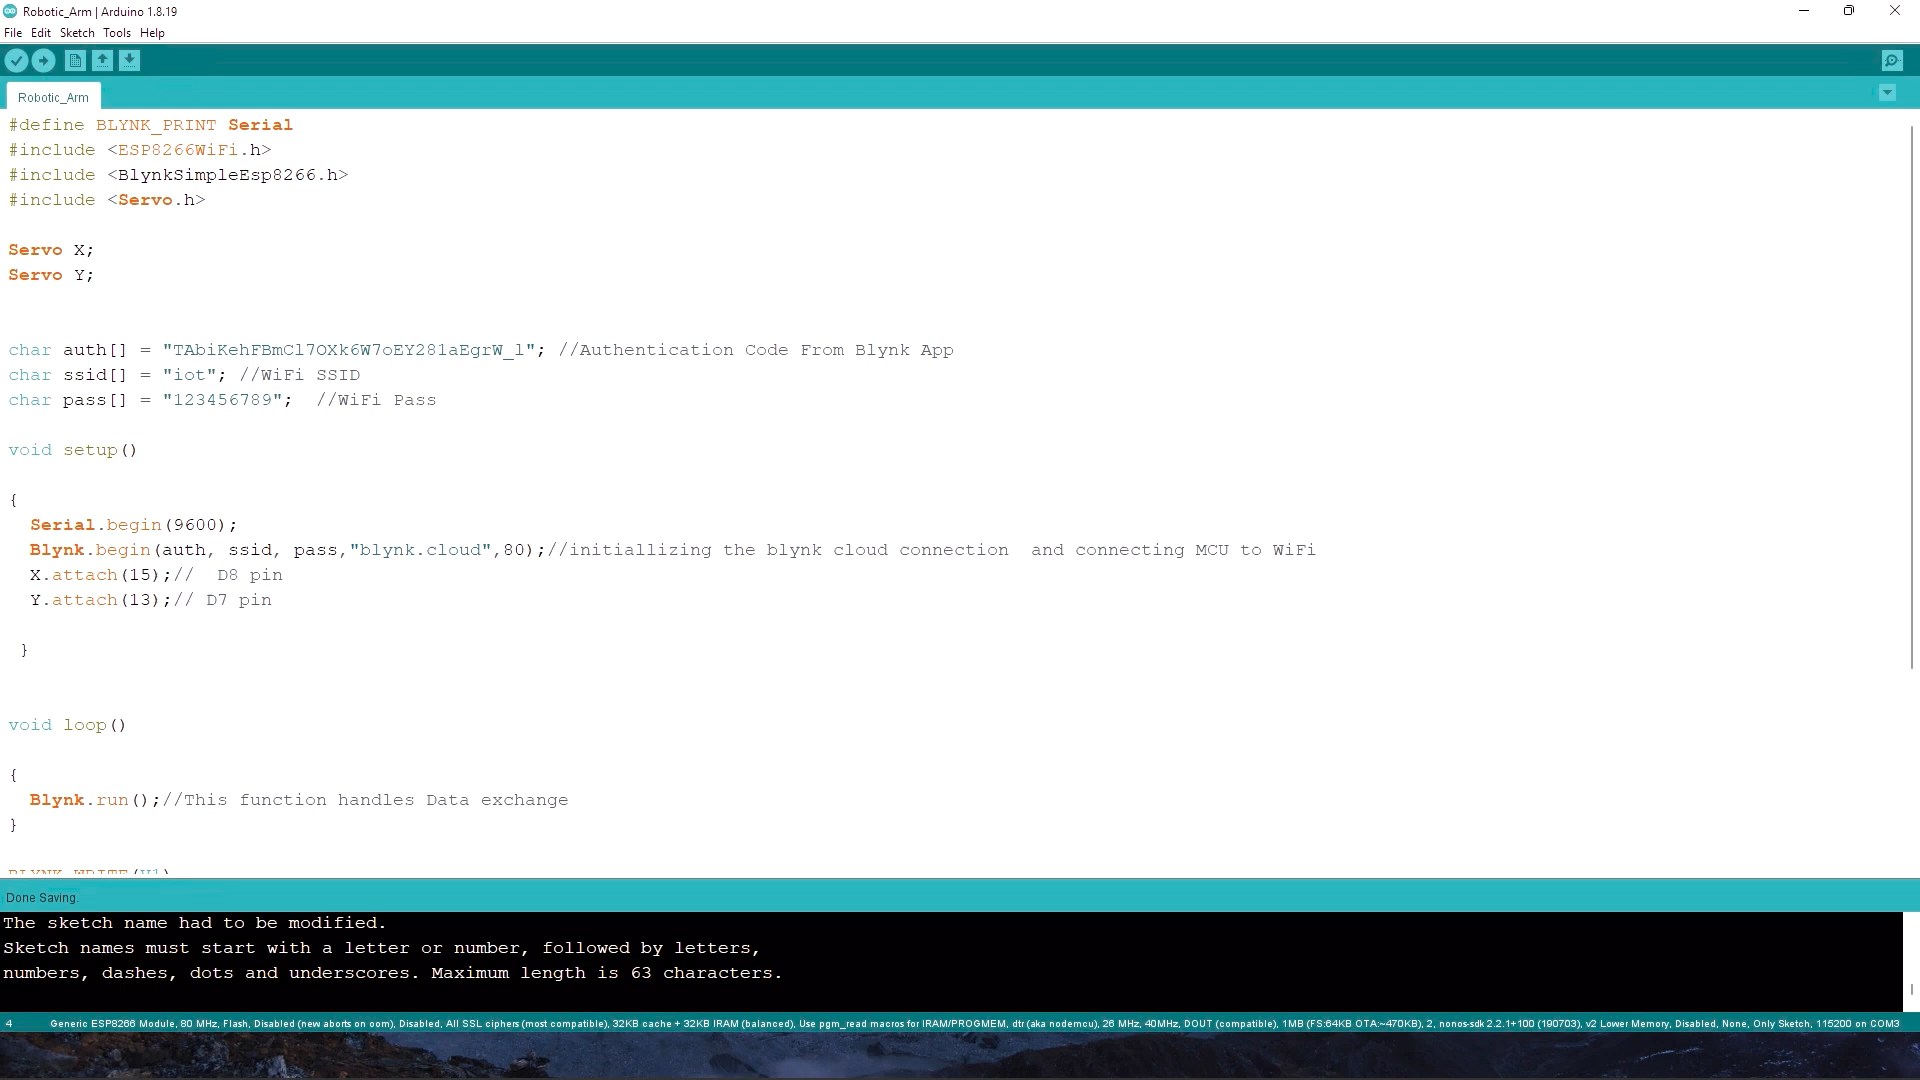 Robotic_Arm | Arduino 1.8.19
File Edit Sketch Tools Help
Robotic_Arm
#define BLYNK_PRINT Serial
#include <ESP8266WiFi.h>
#include <BlynkSimpleEsp8266.h>
#include <Servo.h>
Servo X;
Servo Y;
char auth[] = "TAbiKehFBmCl7OXk6W7oEY281aEgrW_l"; //Authentication Code From Blynk App
char ssid[] = "iot"; //WiFi SSID
char pass[] = "123456789";  //WiFi Pass
void setup()
{
Serial.begin(9600);
Blynk.begin(auth, ssid, pass,"blynk.cloud",80);//initiallizing the blynk cloud connection  and connecting MCU to WiFi
X.attach(15);//  D8 pin
Y.attach(13);// D7 pin
}
void loop()
{
Blynk.run();//This function handles Data exchange
}
BLYNK_WRITE(V1)
Done Saving.
The sketch name had to be modified.
Sketch names must start with a letter or number, followed by letters,
numbers, dashes, dots and underscores. Maximum length is 63 characters.
4 Generic ESP8266 Module, 80 MHz, Flash, Disabled (new aborts on oom), Disabled, All SSL ciphers (most compatible), 32KB cache + 32KB IRAM (balanced), Use pgm_read macros for IRAM/PROGMEM, dtr (aka nodemcu), 26 MHz, 40MHz, DOUT (compatible), 1MB (FS:64KB OTA:~470KB), 2, nonos-sdk 2.2.1+100 (190703), v2 Lower Memory, Disabled, None, Only Sketch, 115200 on COM3